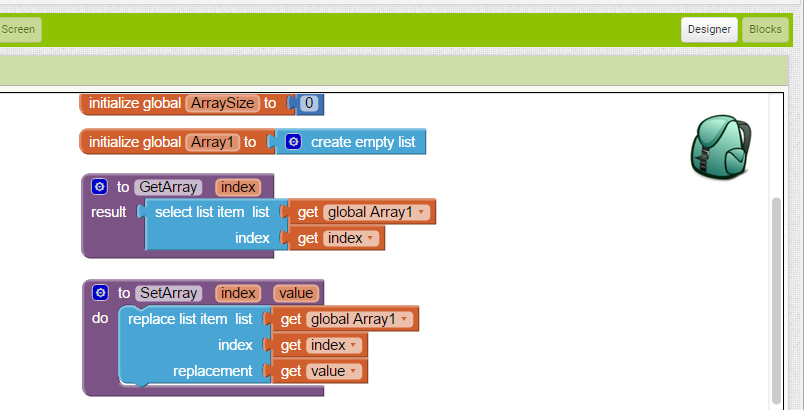 Screen Designer Blocks
initialize global ArraySize to 0
initialize global Array1 to create empty list
to GetArray index
result select list item list get global Array1
index get index
to SetArray index value
do replace list item list get global Array1
index get index
replacement get value